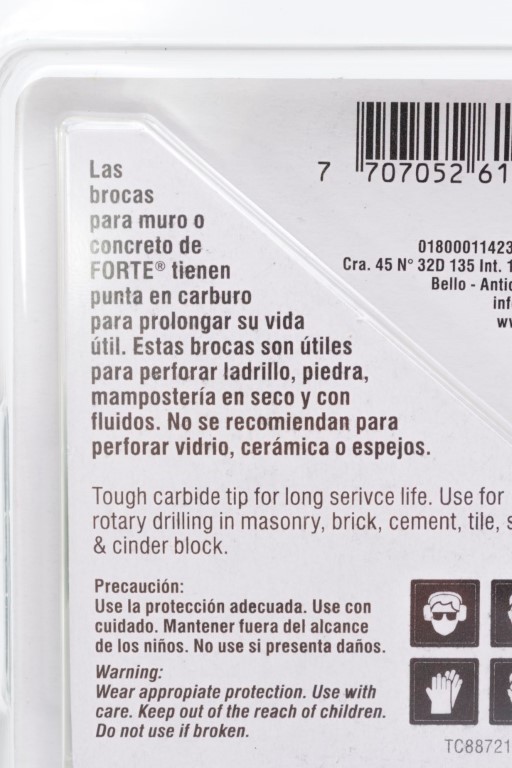 7 707052 61
01800011423
Cra. 45 N° 32D 135 Int. 1
Bello -
Las
brocas
para muro o
concreto de
FORTE® tienen
punta en carburo
para prolongar su vida
útil. Estas brocas son útiles
para perforar ladrillo, piedra,
mampostería en seco y con
fluidos. No se recomiendan para
perforar vidrio, cerámica o espejos.
Tough carbide tip for long serivce life. Use for
rotary drilling in masonry, brick, cement, tile,
& cinder block.
Precaución:
Use la protección adecuada. Use con
cuidado. Mantener fuera del alcance
de los niños. No use si presenta daños.
Warning:
Wear appropiate protection. Use with
care. Keep out of the reach of children.
Do not use if broken.
TC88721